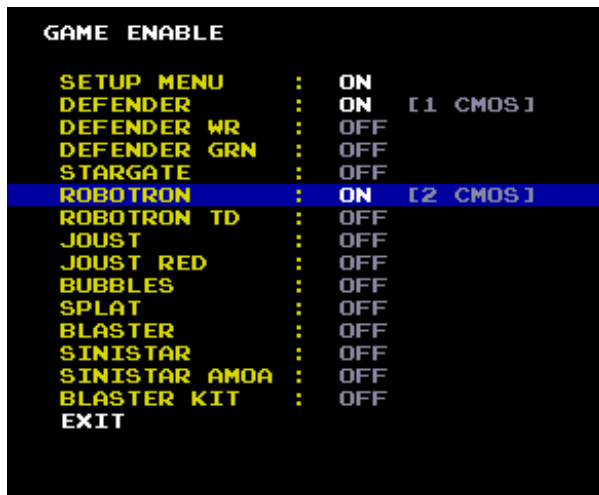 GAME ENABLE
SETUP MENU : ON
DEFENDER : ON [1 CMOS]
DEFENDER WR : OFF
DEFENDER GRN : OFF
STARGATE : OFF
ROBOTRON : ON [2 CMOS]
ROBOTRON TD : OFF
JOUST : OFF
JOUST RED : OFF
BUBBLES : OFF
SPLAT : OFF
BLASTER : OFF
SINISTAR : OFF
SINISTAR AMOA : OFF
BLASTER KIT : OFF
EXIT